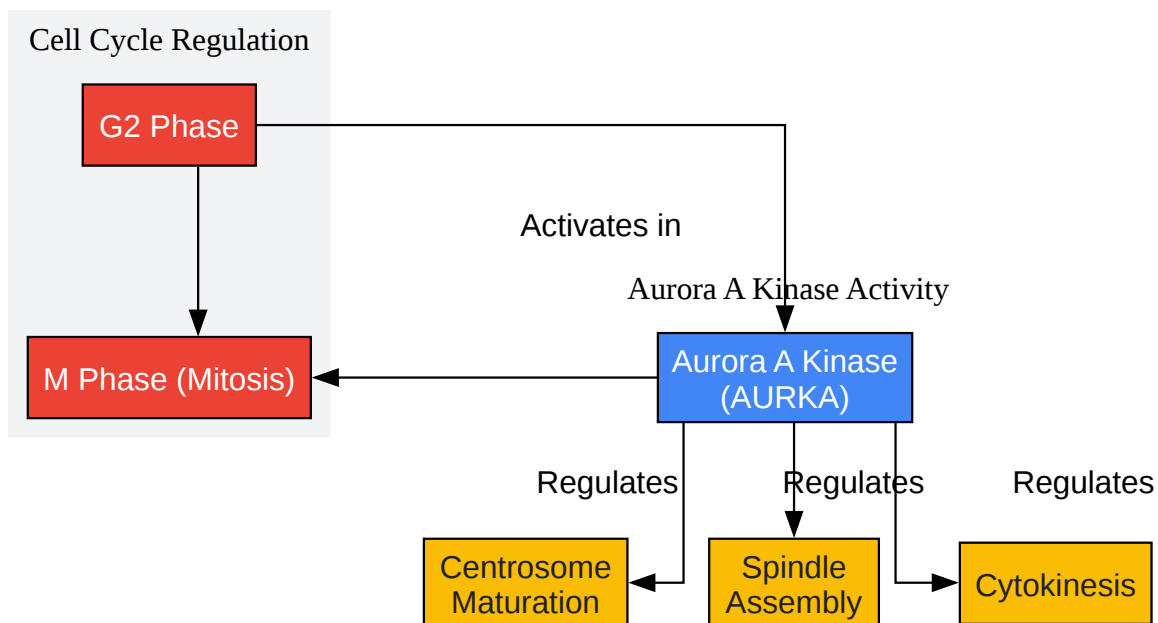 Cell Cycle Regulation
G2 Phase
Activates in
Aurora A Kinase Activity
M Phase (Mitosis)
Aurora A Kinase
(AURKA)
Regulates
Regulates
Regulates
Centrosome
Maturation
Spindle
Assembly
Cytokinesis